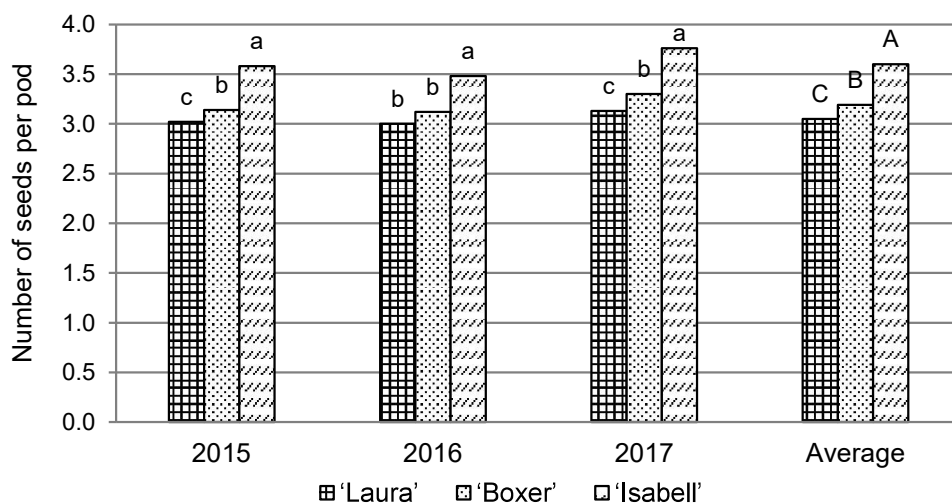 Number of seeds per pod
4.0
3.5
3.0
2.5
2.0
1.5
1.0
0.5
0.0
c b a
b b a
c b a
C B A
2015 2016 2017 Average
'Laura' 'Boxer' 'Isabell'